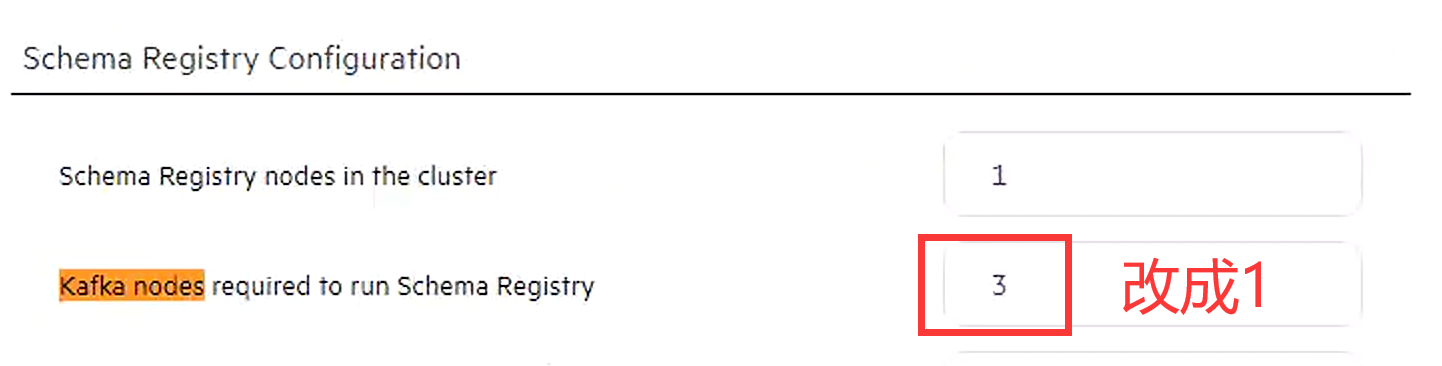 Schema Registry Configuration
Schema Registry nodes in the cluster
1
Kafka nodes required to run Schema Registry
3
改成1